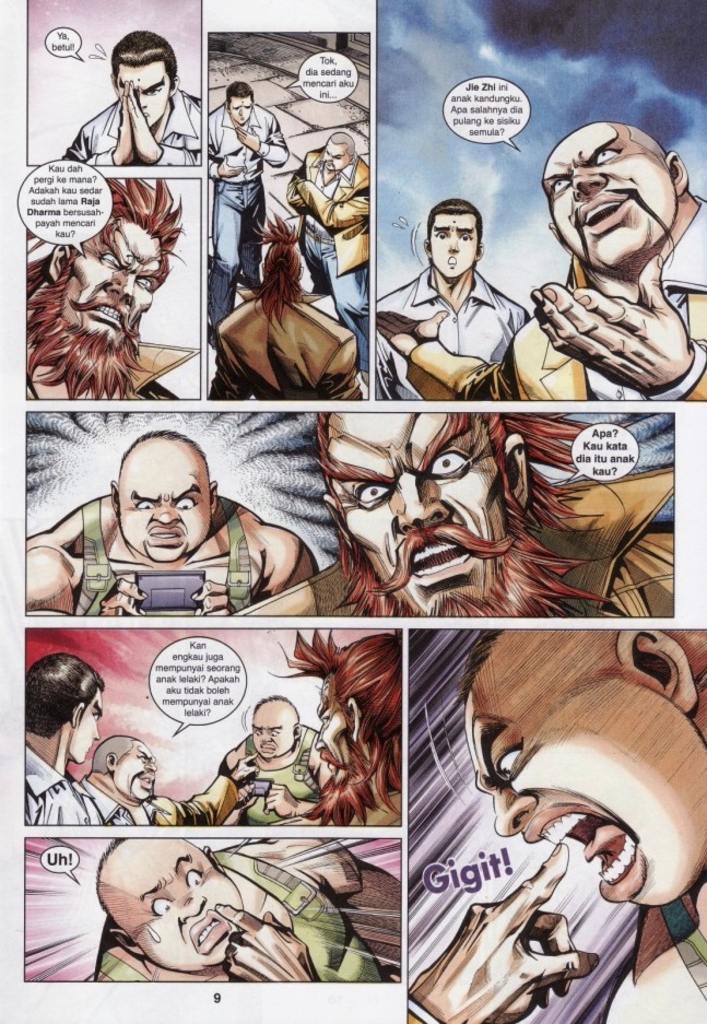 Ya,
betul!
Kau dah
pergi ke mana?
Adakah kau sedar
sudah lama Raja
Dharma bersusah-
payah mencari
kau?
Tok,
dia sedang
mencari aku
ini...
Jie Zhi ini
anak kandungku.
Apa salahnya dia
pulang ke sisiku
semula?
Apa?
Kau kata
dia itu anak
kau?
Kan
engkau juga
mempunyai seorang
anak lelaki? Apakah
aku tidak boleh
mempunyai anak
lelaki?
Uh!
Gigit!
9